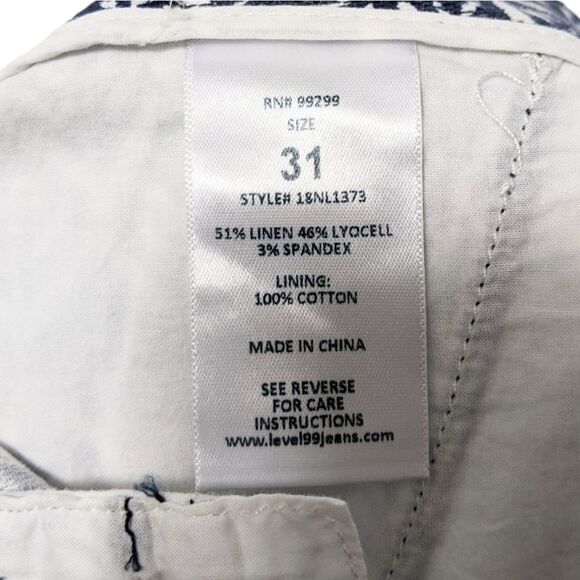 RN# 99299
SIZE
31
STYLE# 18NL1373
51% LINEN 46% LYOCELL
3% SPANDEX
LINING:
100% COTTON
MADE IN CHINA
SEE REVERSE
FOR CARE
INSTRUCTIONS
www.level99jeans.com